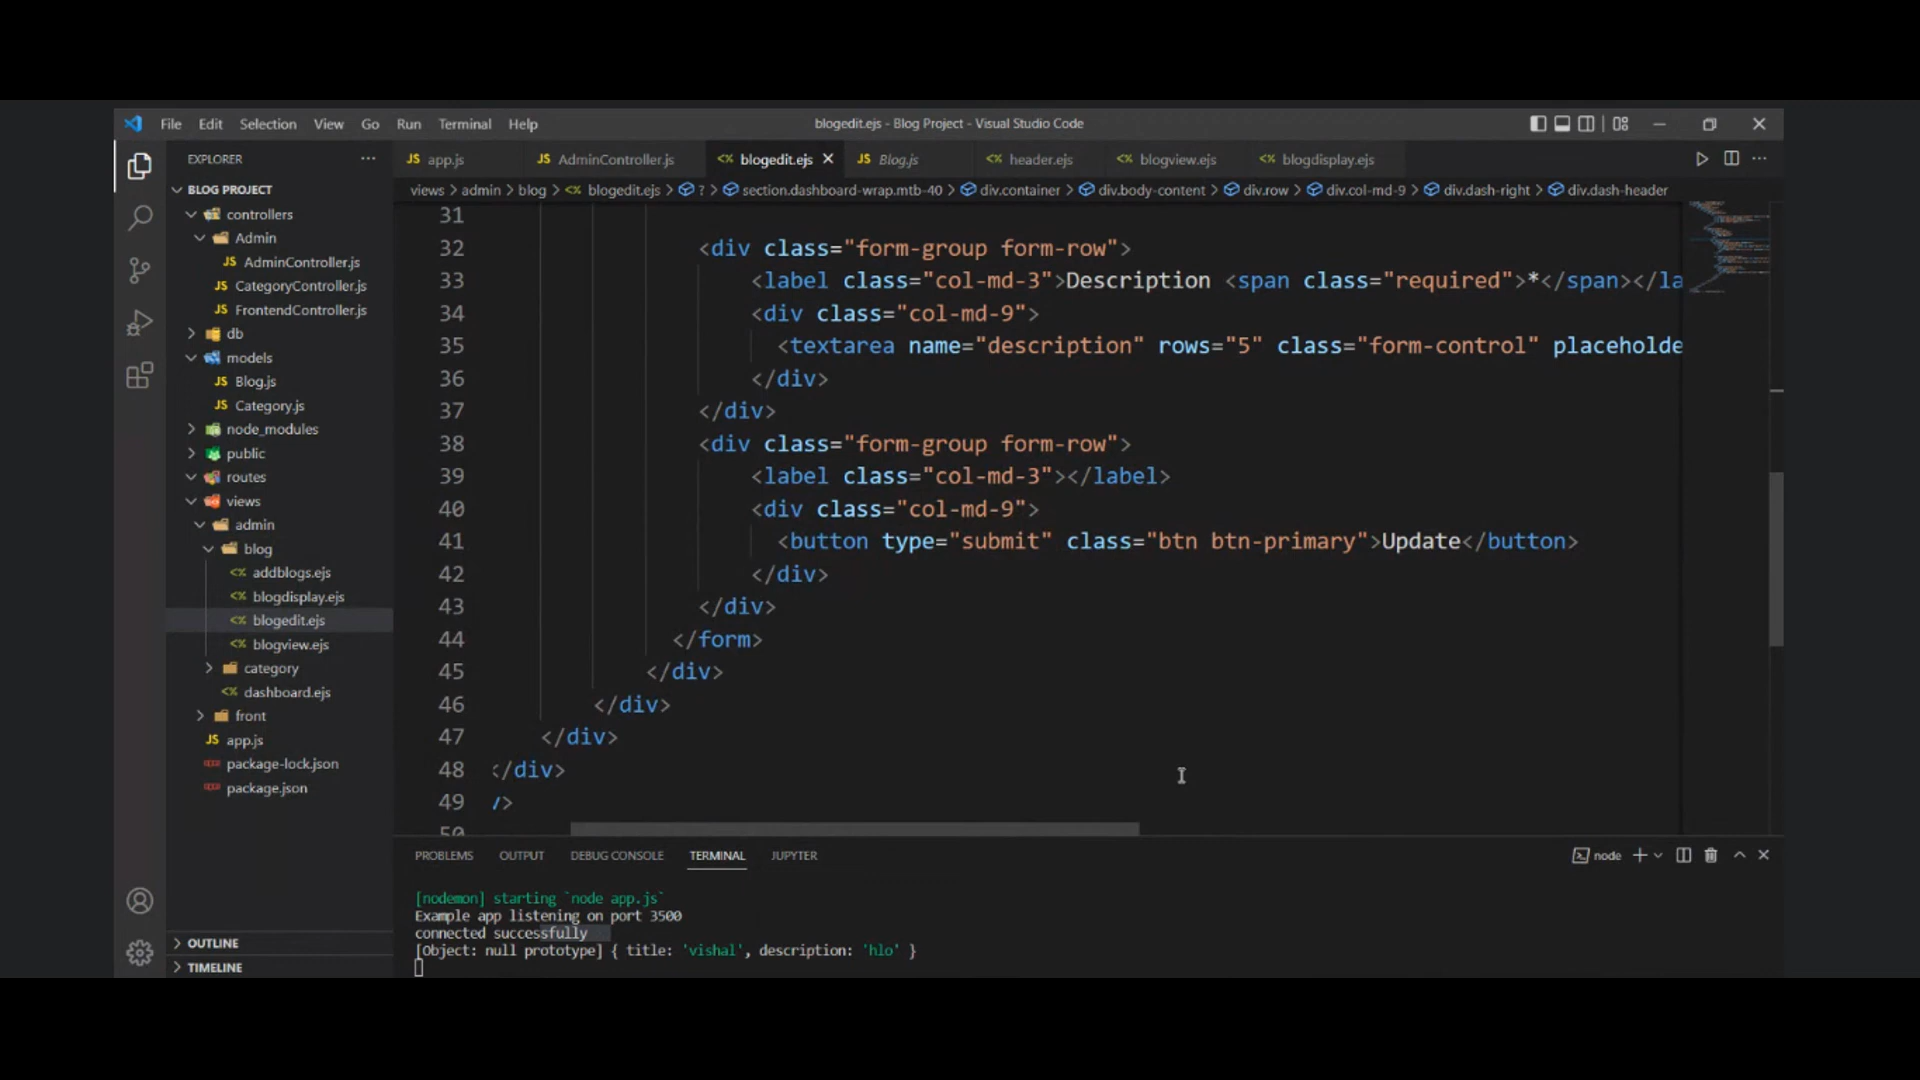 File Edit Selection View Go Run Terminal Help
blogedit.ejs - Blog Project - Visual Studio Code
EXPLORER
BLOG PROJECT
controllers
Admin
JS AdminController.js
JS CategoryController.js
JS FrontendController.js
db
models
JS Blog.js
JS Category.js
node_modules
public
routes
views
admin
blog
<> addblogs.ejs
<> blogdisplay.ejs
<> blogedit.ejs
<> blogview.ejs
category
<> dashboard.ejs
front
JS app.js
package-lock.json
package.json
OUTLINE
TIMELINE
JS app.js JS AdminController.js <> blogedit.ejs JS Blog.js <> header.ejs <> blogview.ejs <> blogdisplay.ejs
views > admin > blog > <> blogedit.ejs > ? > section.dashboard-wrap.mtb-40 > div.container > div.body-content > div.row > div.col-md-9 > div.dash-right > div.dash-header
31
32 <div class="form-group form-row">
33 <label class="col-md-3">Description <span class="required">*</span></la
34 <div class="col-md-9">
35 <textarea name="description" rows="5" class="form-control" placeholde
36 </div>
37 </div>
38 <div class="form-group form-row">
39 <label class="col-md-3"></label>
40 <div class="col-md-9">
41 <button type="submit" class="btn btn-primary">Update</button>
42 </div>
43 </div>
44 </form>
45 </div>
46 </div>
47 </div>
48 </div>
49 />
50
PROBLEMS OUTPUT DEBUG CONSOLE TERMINAL JUPYTER
node
[nodemon] starting `node app.js`
Example app listening on port 3500
connected successfully
[Object: null prototype] { title: 'vishal', description: 'hlo' }